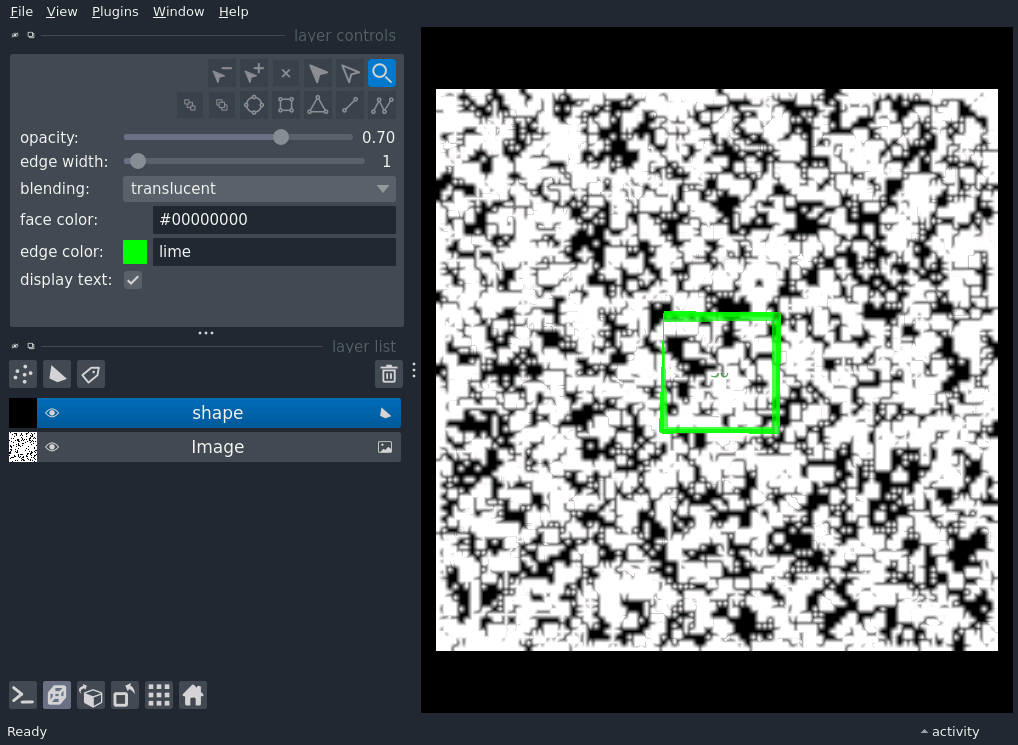 File View Plugins Window Help
layer controls
opacity: 0.70
edge width: 1
blending: translucent
face color: #00000000
edge color: lime
display text:
layer list
shape
Image
Ready
activity